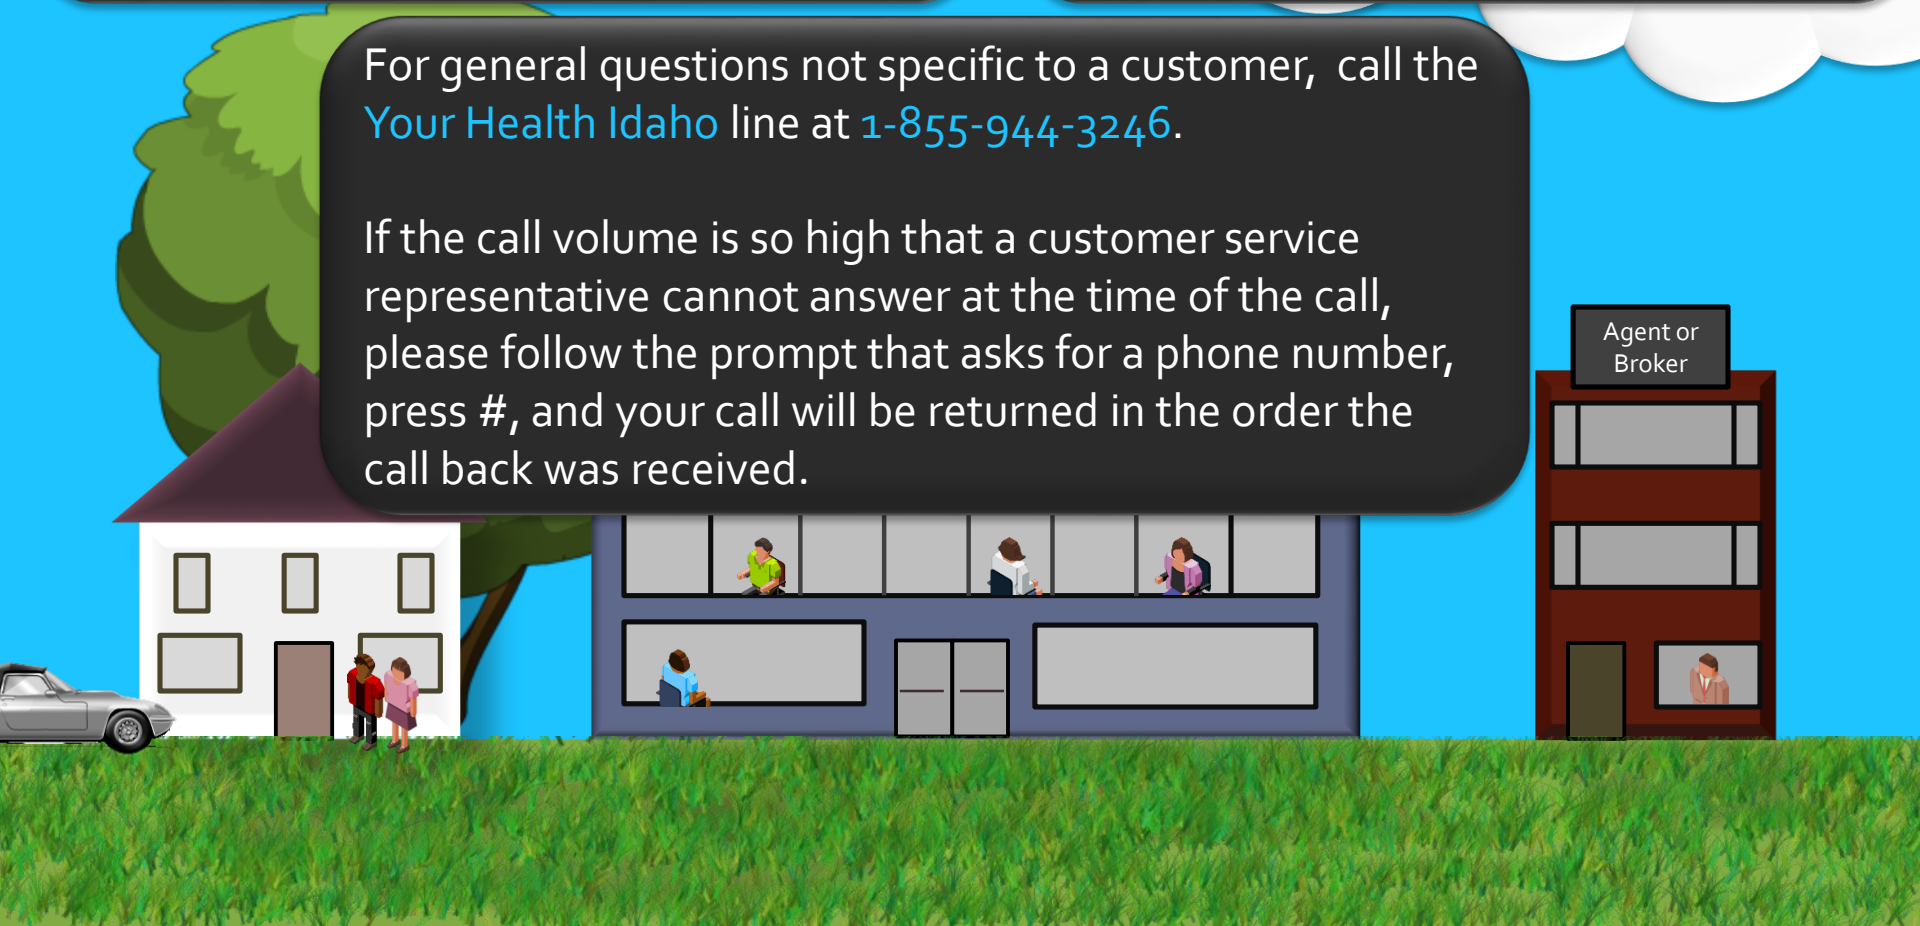 For general questions not specific to a customer,  call the
Your Health Idaho line at 1-855-944-3246.
If the call volume is so high that a customer service
representative cannot answer at the time of the call,
please follow the prompt that asks for a phone number,
press #, and your call will be returned in the order the
call back was received.
Agent or
Broker